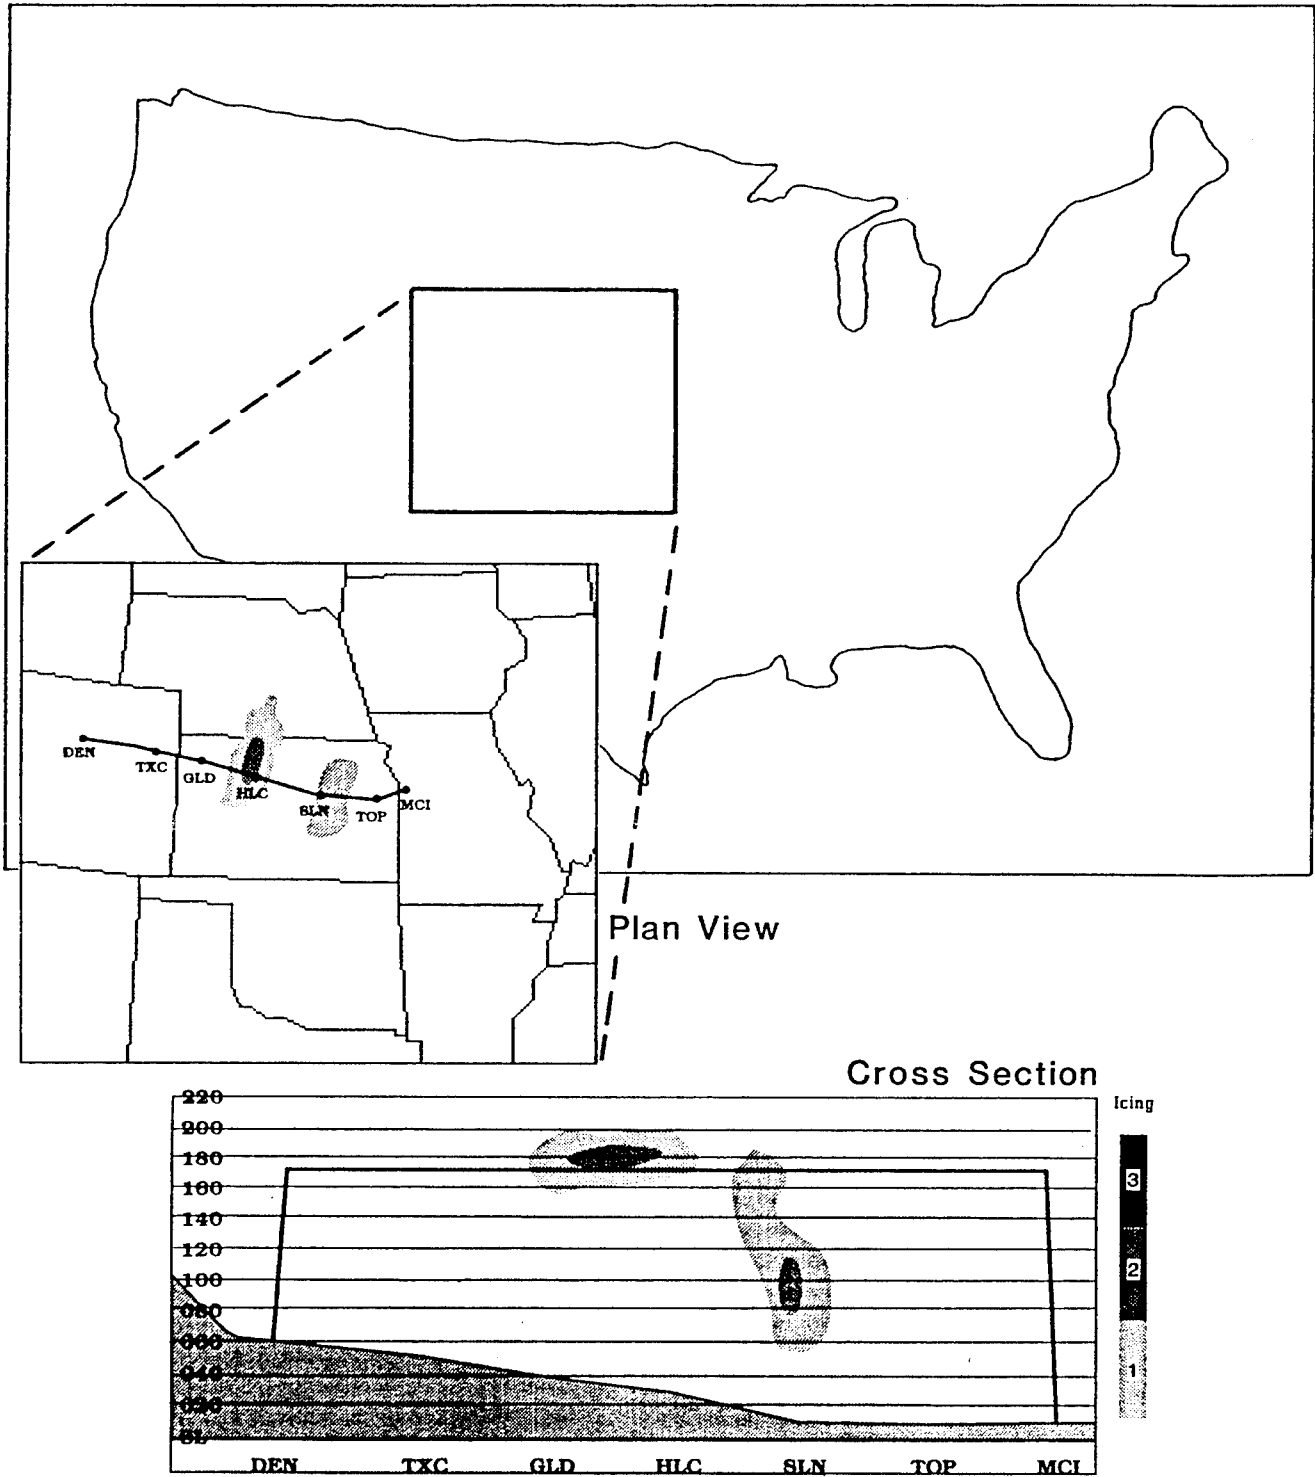 DEN
TXC
GLD
HLC
SLN
TOP
MCI
Plan View
Cross Section
Icing
220
200
180
160
140
120
100
080
060
040
020
SL
3
2
1
DEN TXC GLD HLC SLN TOP MCI